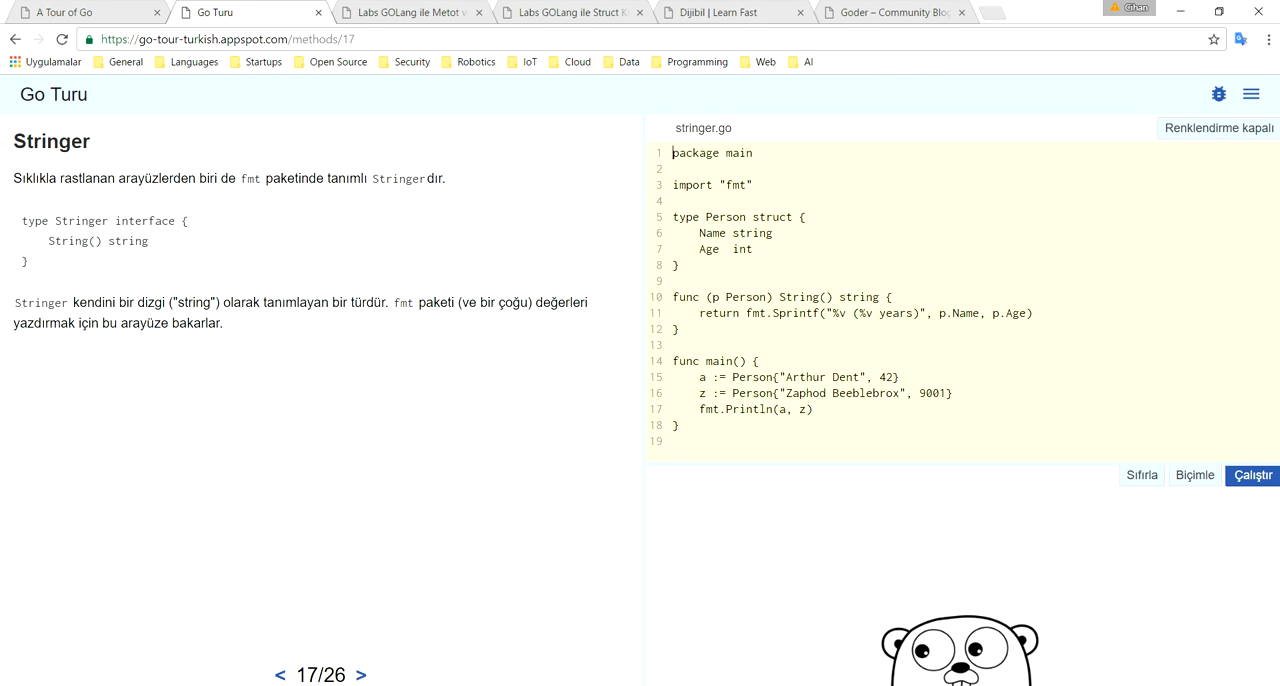 A Tour of Go
Go Turu
Labs GOLang ile Metot v
Labs GOLang ile Struct K
Dijibil | Learn Fast
Goder – Community Blog
Cihan
https://go-tour-turkish.appspot.com/methods/17
Uygulamalar General Languages Startups Open Source Security Robotics IoT Cloud Data Programming Web AI
Go Turu
Stringer
Sıklıkla rastlanan arayüzlerden biri de fmt paketinde tanımlı Stringerdır.
type Stringer interface {
String() string
}
Stringer kendini bir dizgi ("string") olarak tanımlayan bir türdür. fmt paketi (ve bir çoğu) değerleri
yazdırmak için bu arayüze bakarlar.
< 17/26 >
stringer.go
Renklendirme kapalı
1 package main
2
3 import "fmt"
4
5 type Person struct {
6 Name string
7 Age int
8 }
9
10 func (p Person) String() string {
11 return fmt.Sprintf("%v (%v years)", p.Name, p.Age)
12 }
13
14 func main() {
15 a := Person{"Arthur Dent", 42}
16 z := Person{"Zaphod Beeblebrox", 9001}
17 fmt.Println(a, z)
18 }
19
Sıfırla Biçimle Çalıştır